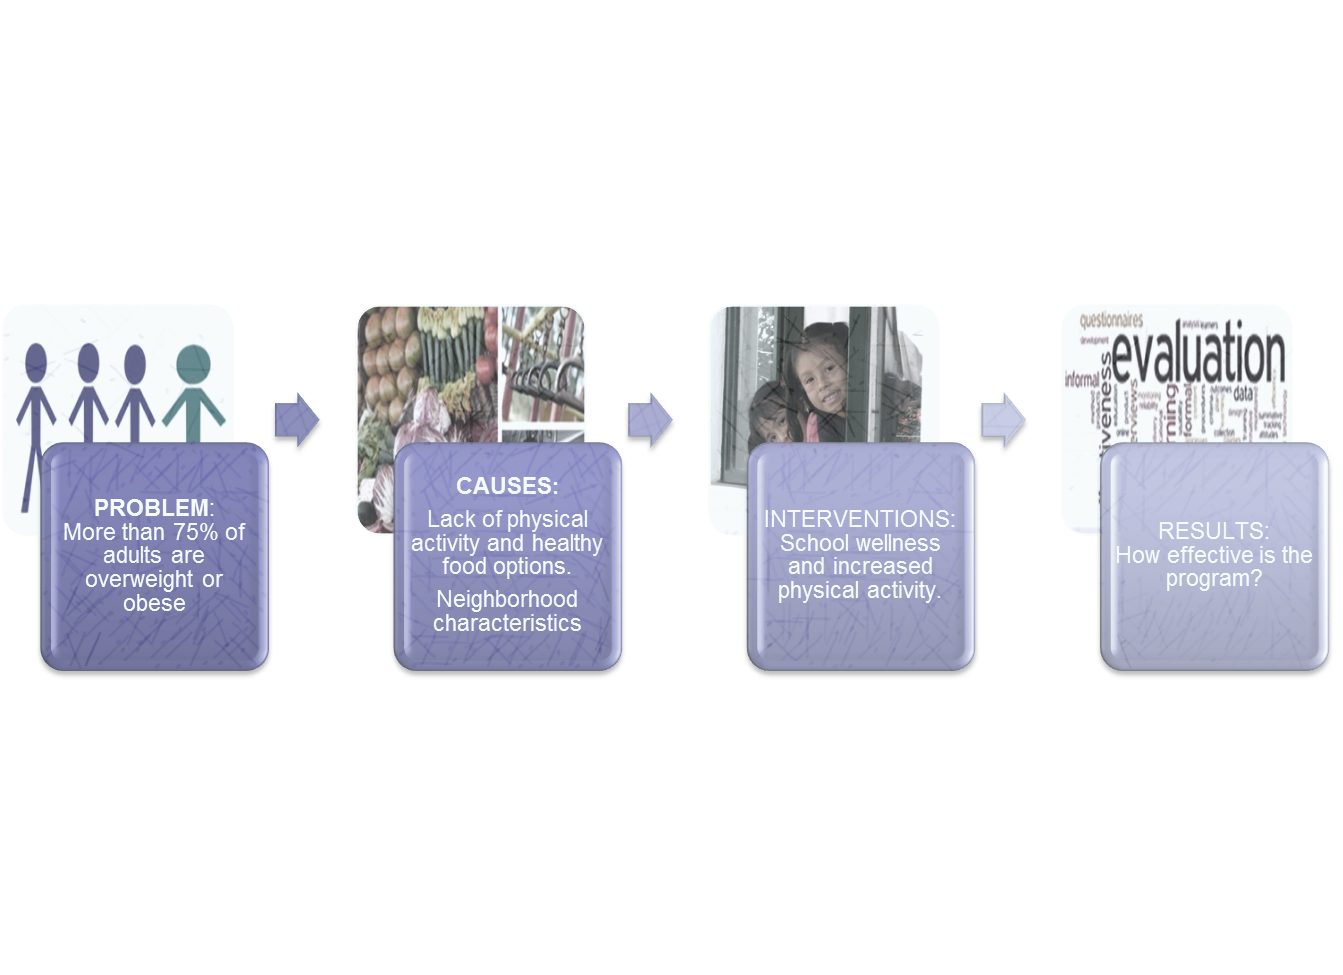 PROBLEM:
More than 75% of
adults are
overweight or
obese
CAUSES:
Lack of physical
activity and healthy
food options.
Neighborhood
characteristics
INTERVENTIONS:
School wellness
and increased
physical activity.
questionnaires
development
evaluation
informal
data
RESULTS:
How effective is the
program?